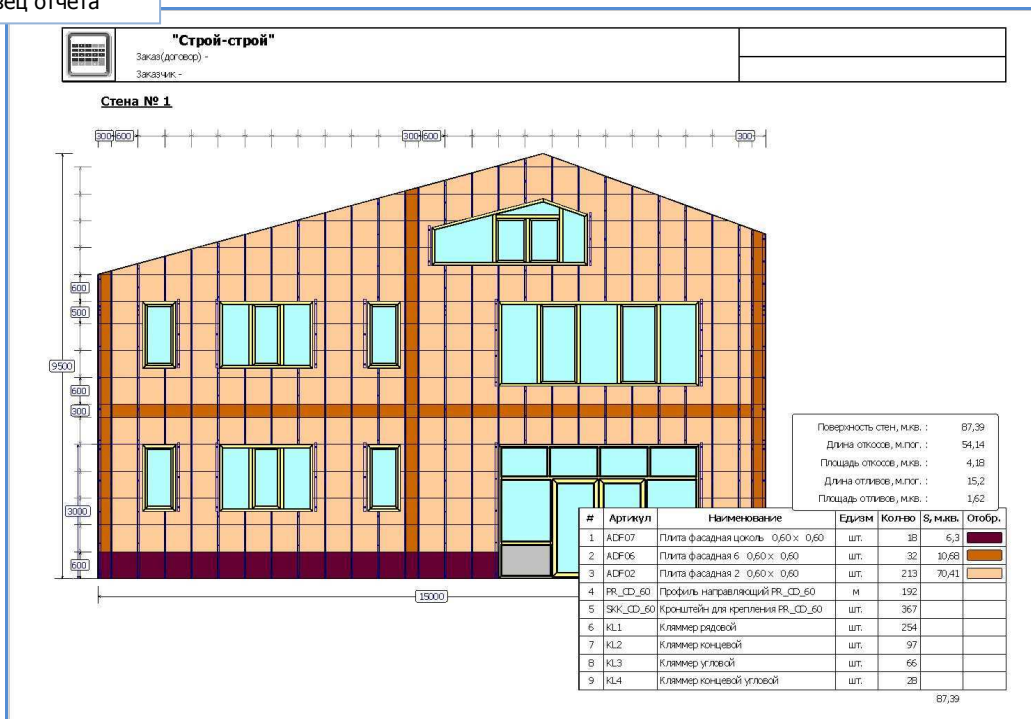 вец отчета
"Строй-строй"
Заказ(договор) -
Заказчик -
Стена № 1
300 600 300 600 300
600
500
9500
600
300
3000
600
15000
Поверхность стен, м.кв. : 87,39
Длина откосов, м.пог. : 54,14
Площадь откосов, м.кв. : 4,18
Длина отливов, м.пог. : 15,2
Площадь отливов, м.кв. : 1,62
# Артикул Наименование Ед.изм Кол-во S, м.кв. Отобр.
1 ADF07 Плита фасадная цоколь 0,60 x 0,60 шт. 18 6,3
2 ADF06 Плита фасадная 6 0,60 x 0,60 шт. 32 10,68
3 ADF02 Плита фасадная 2 0,60 x 0,60 шт. 213 70,41
4 PR_CD_60 Профиль направляющий PR_CD_60 м 192
5 SKK_CD_60 Кронштейн для крепления PR_CD_60 шт. 367
6 KL1 Кляммер рядовой шт. 254
7 KL2 Кляммер концевой шт. 97
8 KL3 Кляммер угловой шт. 66
9 KL4 Кляммер концевой угловой шт. 28
87,39